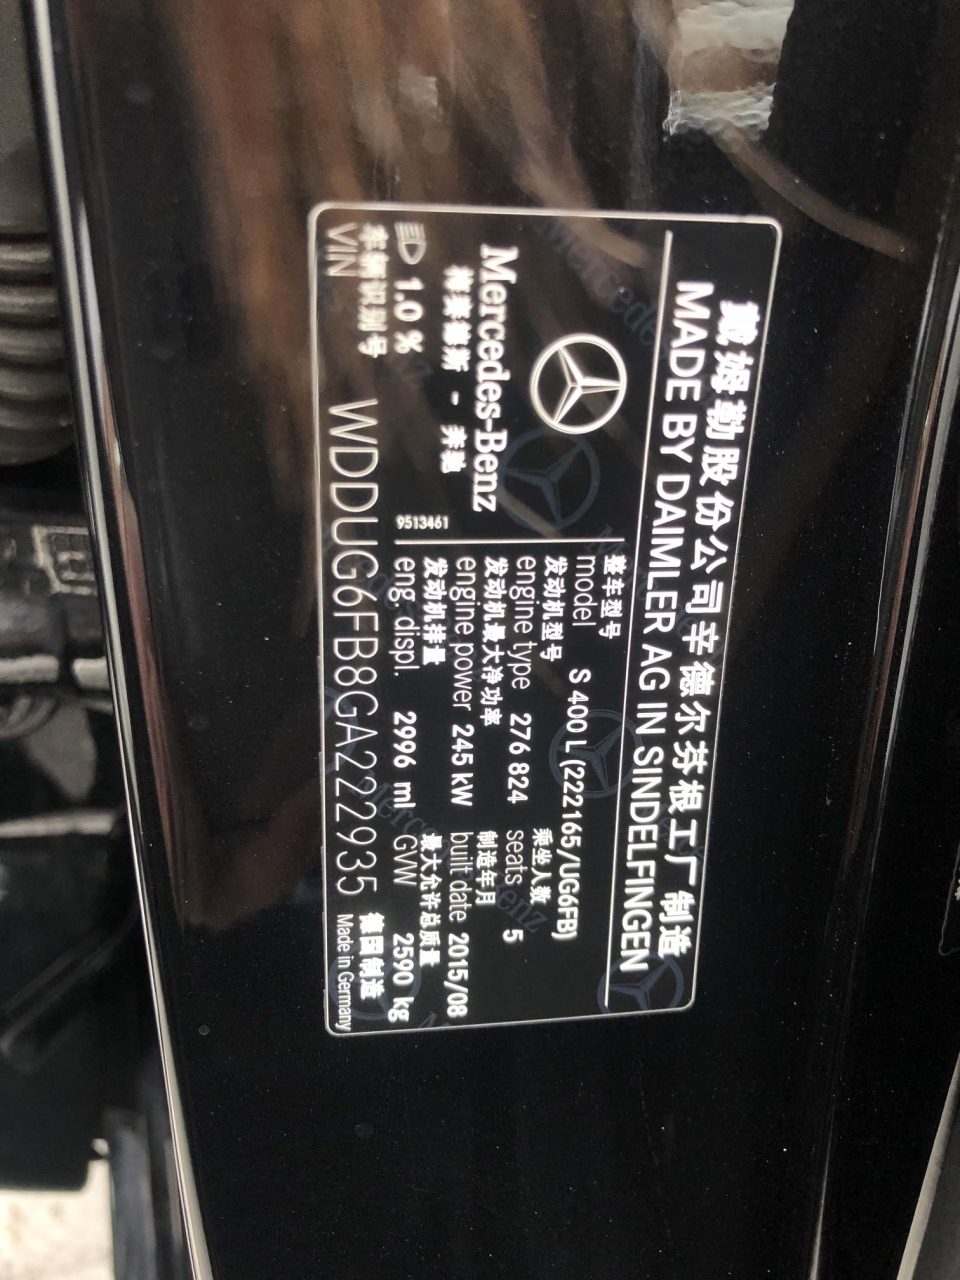 戴姆勒股份公司辛德尔芬根工厂制造
MADE BY DAIMLER AG IN SINDELFINGEN
Mercedes-Benz
梅赛德斯 - 奔驰
1.0 %
9513461
整车型号
model S 400 L (222165/UG6FB)
发动机型号 乘坐人数
engine type 276 824 seats 5
发动机最大净功率 制造年月
engine power 245 kW built date 2015/08
发动机排量 最大允许总质量
eng. displ. 2996 ml GVW 2590 kg
车辆识别号 德国制造
VIN WDDUG6FB8GA222935 Made in Germany